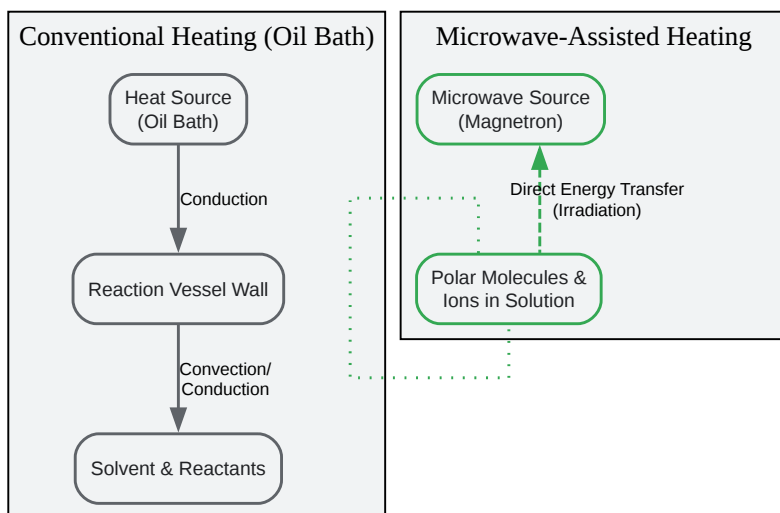 Conventional Heating (Oil Bath)
Heat Source
(Oil Bath)
Conduction
Reaction Vessel Wall
Convection/
Conduction
Solvent & Reactants
Microwave-Assisted Heating
Microwave Source
(Magnetron)
Direct Energy Transfer
(Irradiation)
Polar Molecules &
Ions in Solution